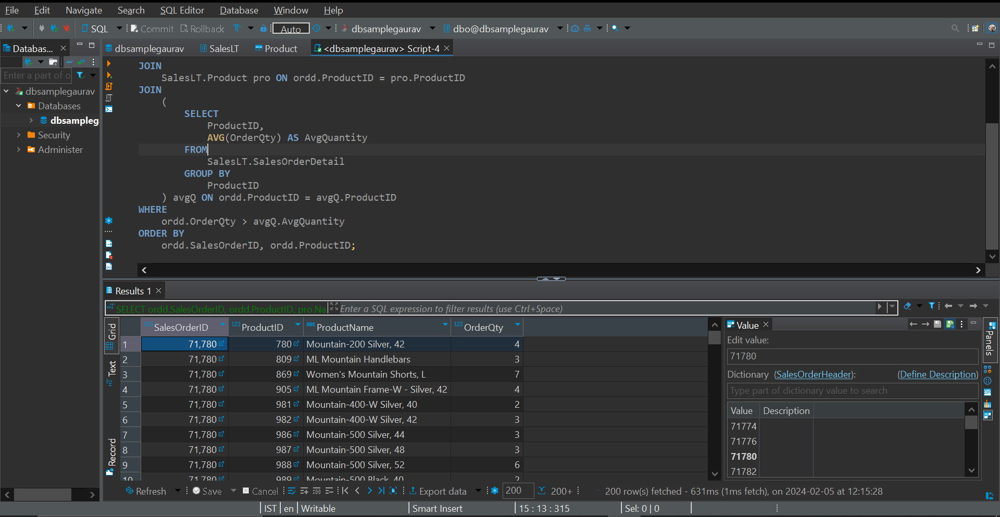 File Edit Navigate Search SQL Editor Database Window Help
SQL Commit Rollback Auto dbsamplegaurav dbo@dbsamplegaurav
Databas... dbsamplegaurav SalesLT Product <dbsamplegaurav> Script-4
Enter a part of o
dbsamplegaurav
Databases
dbsampleg
Security
Administer
JOIN
SalesLT.Product pro ON ordd.ProductID = pro.ProductID
JOIN
(
SELECT
ProductID,
AVG(OrderQty) AS AvgQuantity
FROM
SalesLT.SalesOrderDetail
GROUP BY
ProductID
) avgQ ON ordd.ProductID = avgQ.ProductID
WHERE
ordd.OrderQty > avgQ.AvgQuantity
ORDER BY
ordd.SalesOrderID, ordd.ProductID;
Results 1
SELECT ordd.SalesOrderID, ordd.ProductID, pro.Na Enter a SQL expression to filter results (use Ctrl+Space)
Grid
Text
Record
123 SalesOrderID 123 ProductID ABC ProductName 123 OrderQty
1 71,780 780 Mountain-200 Silver, 42 4
2 71,780 809 ML Mountain Handlebars 3
3 71,780 869 Women's Mountain Shorts, L 7
4 71,780 905 ML Mountain Frame-W - Silver, 42 4
5 71,780 981 Mountain-400-W Silver, 40 2
6 71,780 982 Mountain-400-W Silver, 42 3
7 71,780 986 Mountain-500 Silver, 44 3
8 71,780 987 Mountain-500 Silver, 48 3
9 71,780 988 Mountain-500 Silver, 52 6
10 71,780 989 Mountain-500 Black, 40 2
Value
Edit value:
71780
Dictionary (SalesOrderHeader): (Define Description)
Type part of dictionary value to search
Value Description
71774
71776
71780
71782
Panels
Refresh Save Cancel Export data 200 200+ 200 row(s) fetched - 631ms (1ms fetch), on 2024-02-05 at 12:15:28
IST en Writable Smart Insert 15 : 13 : 315 Sel: 0 | 0